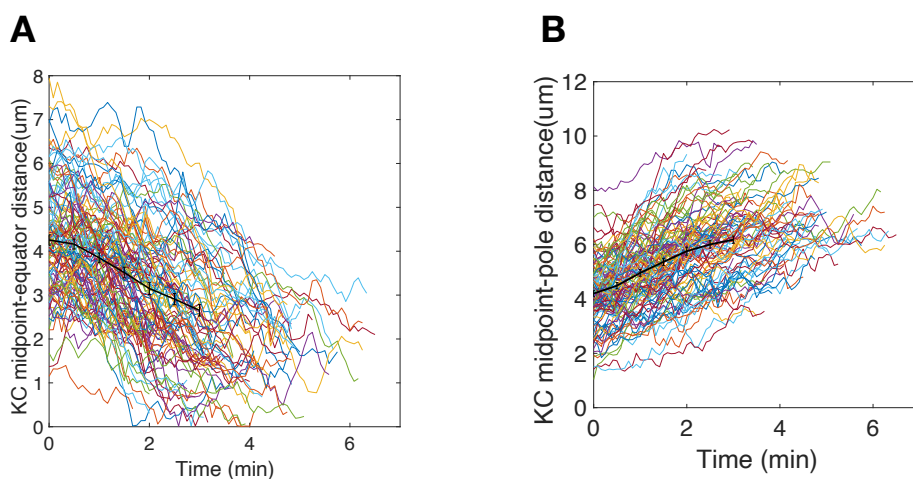 A
KC midpoint-equator distance(um)
8
7
6
5
4
3
2
1
0
0 2 4 6
Time (min)
B
KC midpoint-pole distance(um)
12
10
8
6
4
2
0
0 2 4 6
Time (min)